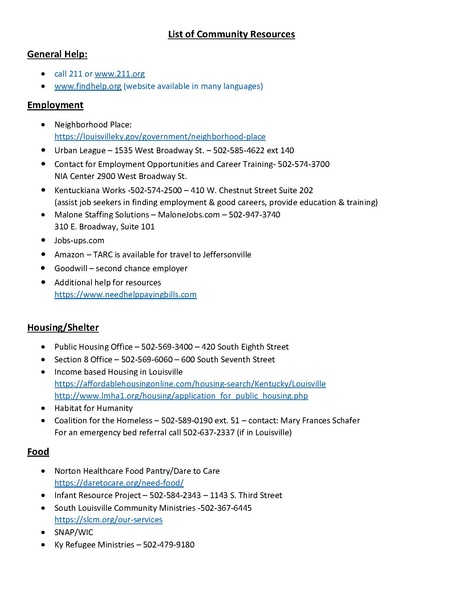 List of Community Resources
General Help:
• call 211 or www.211.org
• www.findhelp.org (website available in many languages)
Employment
• Neighborhood Place:
https://louisvilleky.gov/government/neighborhood-place
• Urban League – 1535 West Broadway St. – 502-585-4622 ext 140
• Contact for Employment Opportunities and Career Training- 502-574-3700
NIA Center 2900 West Broadway St.
• Kentuckiana Works -502-574-2500 – 410 W. Chestnut Street Suite 202
(assist job seekers in finding employment & good careers, provide education & training)
• Malone Staffing Solutions – MaloneJobs.com – 502-947-3740
310 E. Broadway, Suite 101
• Jobs-ups.com
• Amazon – TARC is available for travel to Jeffersonville
• Goodwill – second chance employer
• Additional help for resources
https://www.needhelppayingbills.com
Housing/Shelter
• Public Housing Office – 502-569-3400 – 420 South Eighth Street
• Section 8 Office – 502-569-6060 – 600 South Seventh Street
• Income based Housing in Louisville
https://affordablehousingonline.com/housing-search/Kentucky/Louisville
http://www.lmha1.org/housing/application_for_public_housing.php
• Habitat for Humanity
• Coalition for the Homeless – 502-589-0190 ext. 51 – contact: Mary Frances Schafer
For an emergency bed referral call 502-637-2337 (if in Louisville)
Food
• Norton Healthcare Food Pantry/Dare to Care
https://daretocare.org/need-food/
• Infant Resource Project – 502-584-2343 – 1143 S. Third Street
• South Louisville Community Ministries -502-367-6445
https://slcm.org/our-services
• SNAP/WIC
• Ky Refugee Ministries – 502-479-9180